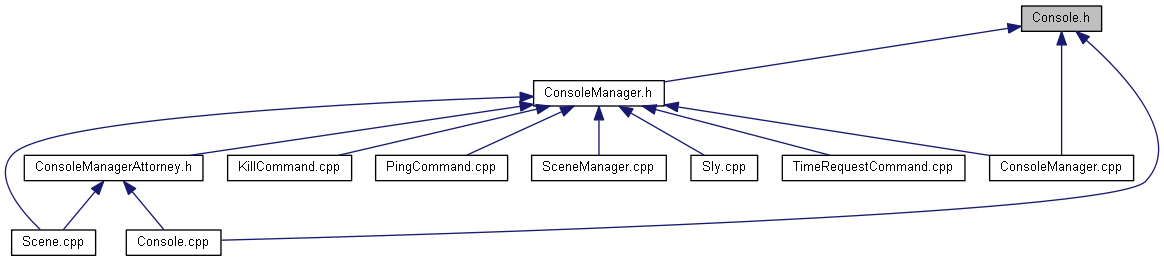 Console.h
ConsoleManager.h
ConsoleManagerAttorney.h
KillCommand.cpp
PingCommand.cpp
SceneManager.cpp
Sly.cpp
TimeRequestCommand.cpp
ConsoleManager.cpp
Scene.cpp
Console.cpp